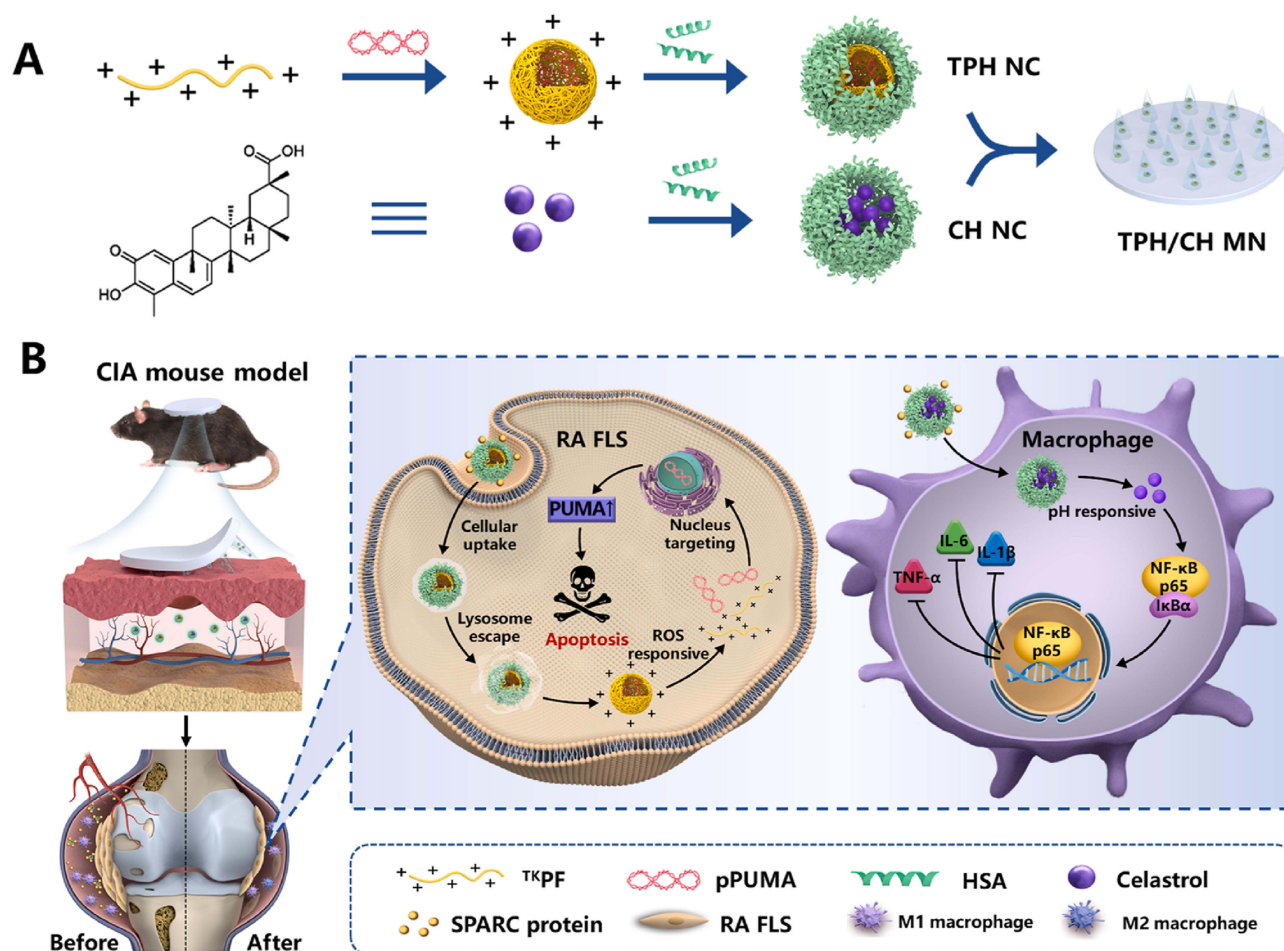 A
+ + + + + + +
+ + + + + + + +
TPH NC
O
OH
H
O
HO
CH NC
TPH/CH MN
B
CIA mouse model
RA FLS
PUMA↑
Cellular
uptake
Nucleus
targeting
Lysosome
escape
Apoptosis
ROS
responsive
Macrophage
pH responsive
TNF-α
IL-6
IL-1β
NF-κB
p65
IκBα
NF-κB
p65
Before
After
TKPF
pPUMA
HSA
Celastrol
SPARC protein
RA FLS
M1 macrophage
M2 macrophage